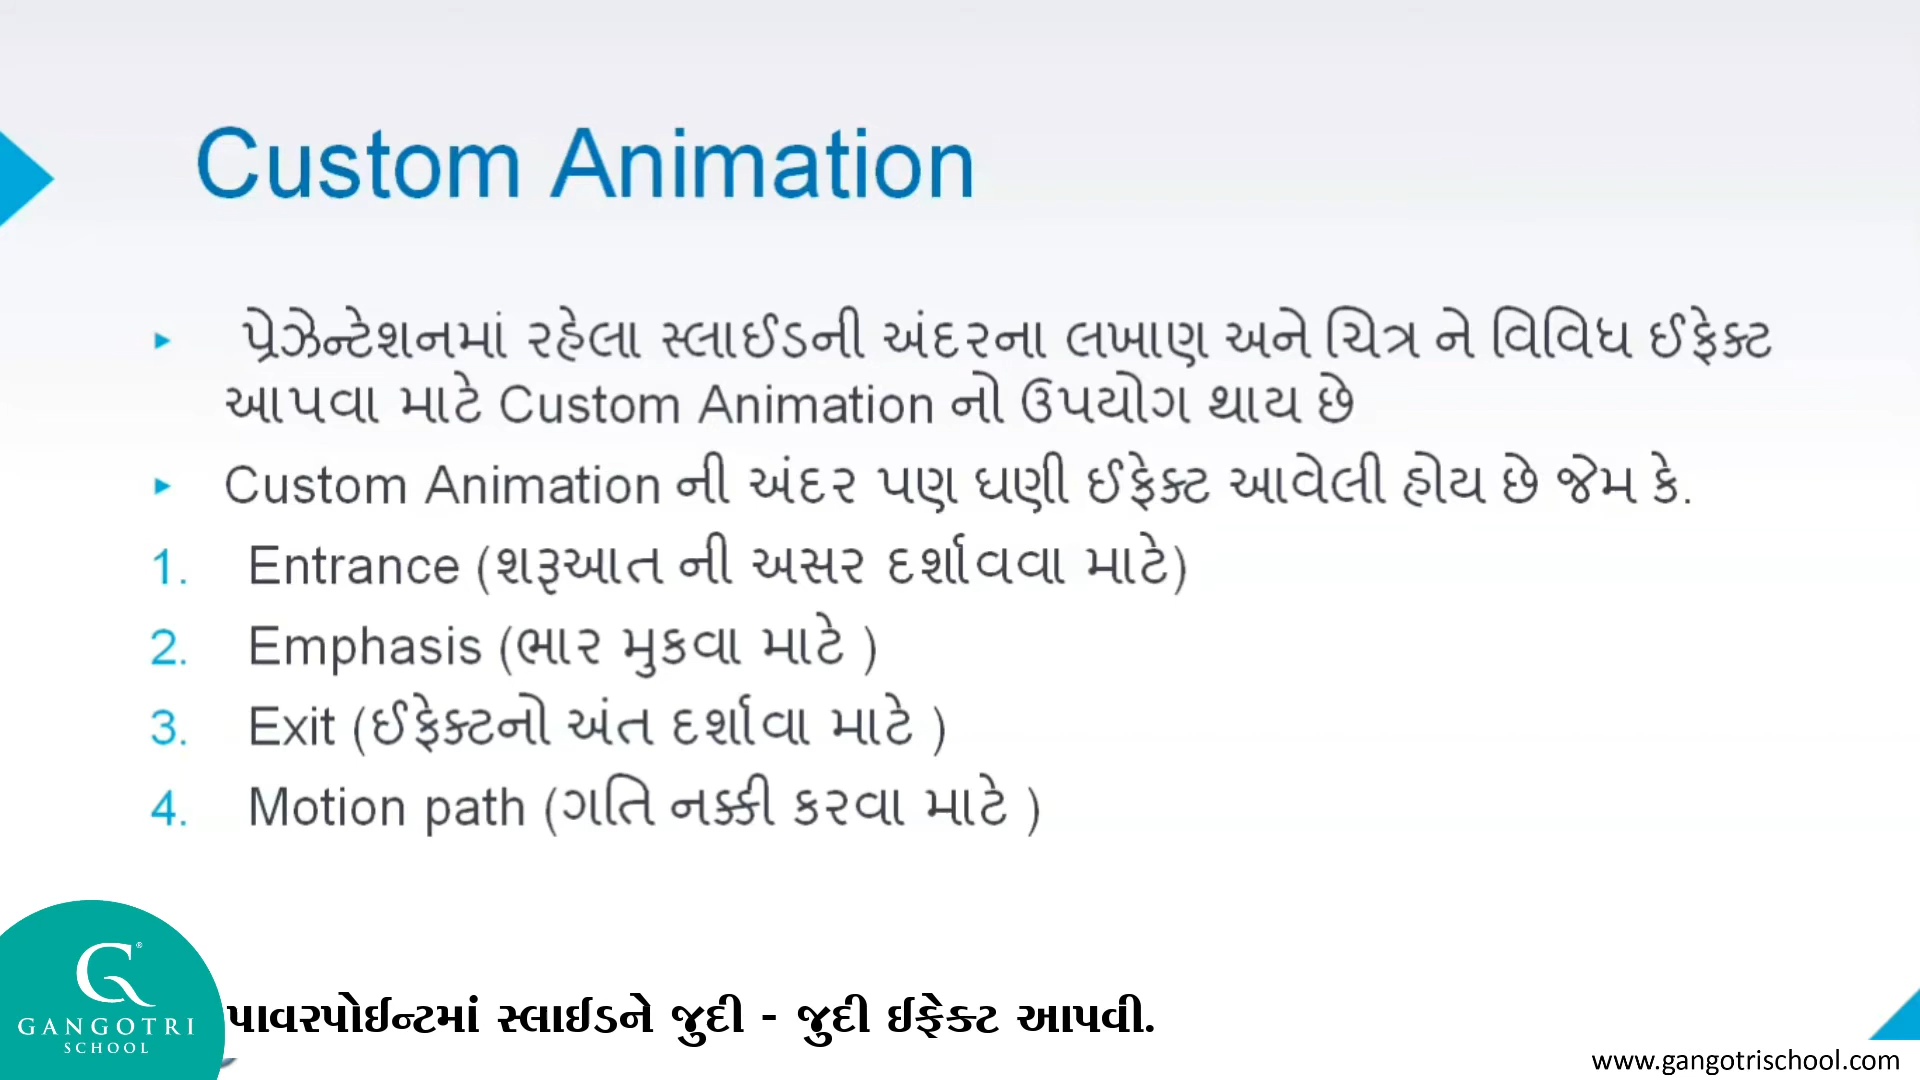 Custom Animation
▸ પ્રેઝેન્ટેશનમાં રહેલા સ્લાઈડની અંદરના લખાણ અને ચિત્ર ને વિવિધ ઈફેક્ટ
આપવા માટે Custom Animation નો ઉપયોગ થાય છે
▸ Custom Animation ની અંદર પણ ઘણી ઈફેક્ટ આવેલી હોય છે જેમ કે.
1. Entrance (શરૂઆત ની અસર દર્શાવવા માટે)
2. Emphasis (ભાર મુકવા માટે )
3. Exit (ઈફેક્ટનો અંત દર્શાવા માટે )
4. Motion path (ગતિ નક્કી કરવા માટે )
G®
GANGOTRI
SCHOOL
પાવરપોઈન્ટમાં સ્લાઈડને જુદી - જુદી ઈફેક્ટ આપવી.
www.gangotrischool.com